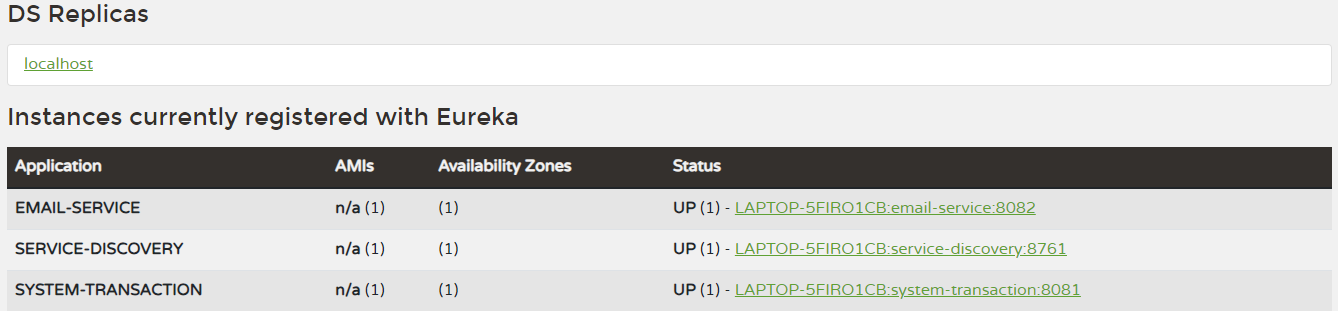 DS Replicas
localhost
Instances currently registered with Eureka
Application AMIs Availability Zones Status
EMAIL-SERVICE n/a (1) (1) UP (1) - LAPTOP-5FIRO1CB:email-service:8082
SERVICE-DISCOVERY n/a (1) (1) UP (1) - LAPTOP-5FIRO1CB:service-discovery:8761
SYSTEM-TRANSACTION n/a (1) (1) UP (1) - LAPTOP-5FIRO1CB:system-transaction:8081